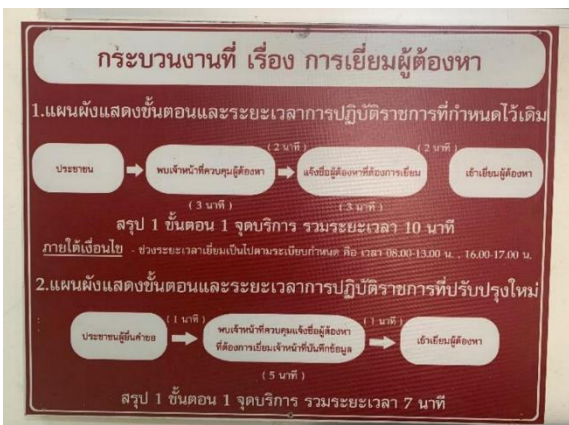 กระบวนงานที่ เรื่อง การเยี่ยมผู้ต้องหา
1.แผนผังแสดงขั้นตอนและระยะเวลาการปฏิบัติราชการที่กำหนดไว้เดิม
( 2 นาที )
( 2 นาที )
ประชาชน
พบเจ้าหน้าที่ควบคุมผู้ต้องหา
แจ้งชื่อผู้ต้องหาที่ต้องการเยี่ยม
เข้าเยี่ยมผู้ต้องหา
( 3 นาที )
( 3 นาที )
สรุป 1 ขั้นตอน 1 จุดบริการ รวมระยะเวลา 10 นาที
ภายใต้เงื่อนไข - ช่วงระยะเวลาเยี่ยมเป็นไปตามระเบียบกำหนด คือ เวลา 08.00-13.00 น. , 16.00-17.00 น.
2.แผนผังแสดงขั้นตอนและระยะเวลาการปฏิบัติราชการที่ปรับปรุงใหม่
( 1 นาที )
( 1 นาที )
ประชาชนผู้ยื่นคำขอ
พบเจ้าหน้าที่ควบคุมแจ้งชื่อผู้ต้องหา
ที่ต้องการเยี่ยมเจ้าหน้าที่บันทึกข้อมูล
เข้าเยี่ยมผู้ต้องหา
( 5 นาที )
สรุป 1 ขั้นตอน 1 จุดบริการ รวมระยะเวลา 7 นาที